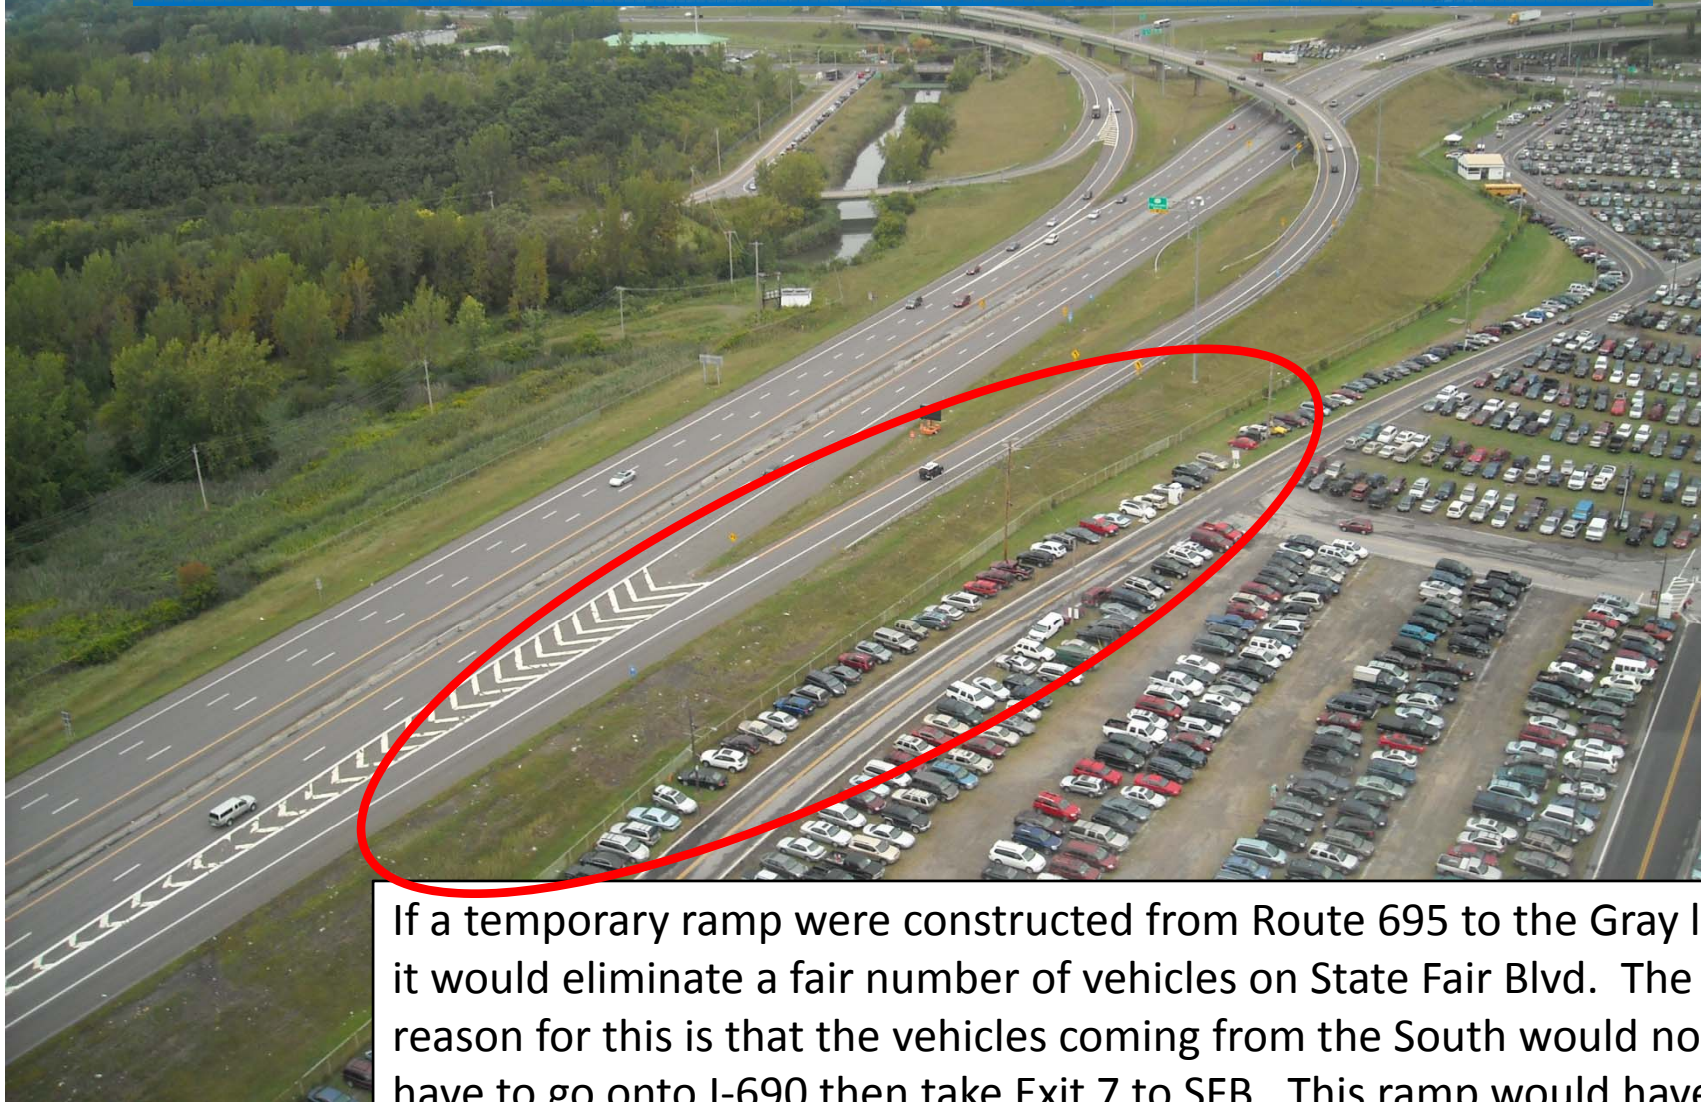 If a temporary ramp were constructed from Route 695 to the Gray l
it would eliminate a fair number of vehicles on State Fair Blvd.  The
reason for this is that the vehicles coming from the South would no
have to go onto I-690 then take Exit 7 to SFB.  This ramp would have